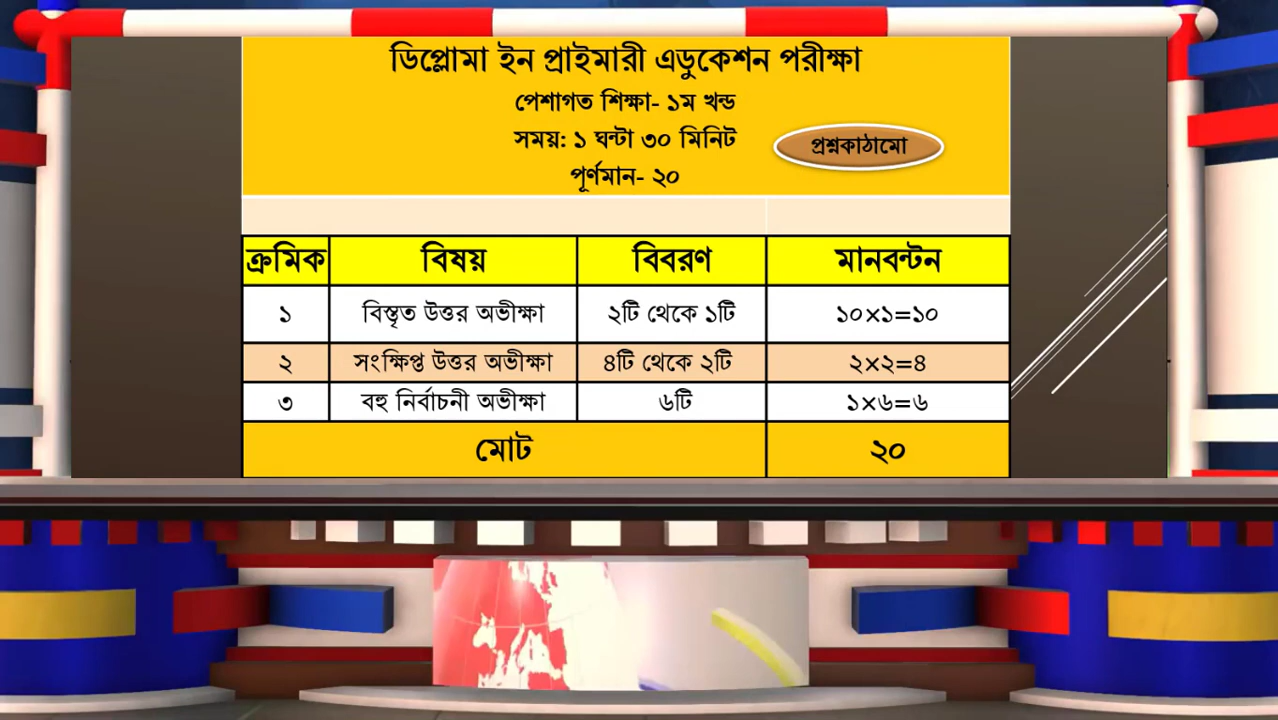 ডিপ্লোমা ইন প্রাইমারী এডুকেশন পরীক্ষা
পেশাগত শিক্ষা- ১ম খন্ড
সময়: ১ ঘন্টা ৩০ মিনিট
প্রশ্নকাঠামো
পূর্ণমান- ২০
ক্রমিক বিষয় বিবরণ মানবন্টন
১ বিস্তৃত উত্তর অভীক্ষা ২টি থেকে ১টি ১০×১=১০
২ সংক্ষিপ্ত উত্তর অভীক্ষা ৪টি থেকে ২টি ২×২=৪
৩ বহু নির্বাচনী অভীক্ষা ৬টি ১×৬=৬
মোট ২০